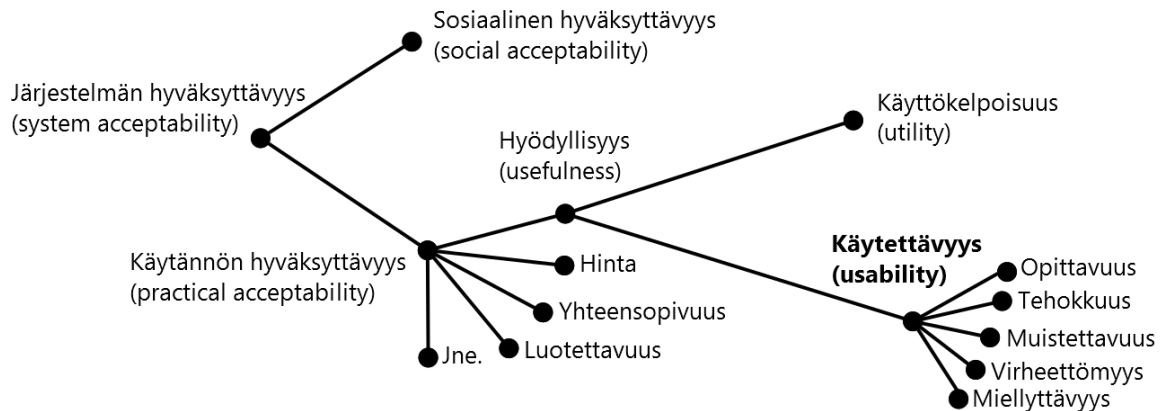 Sosiaalinen hyväksyttävyys
(social acceptability)
Järjestelmän hyväksyttävyys
(system acceptability)
Käyttökelpoisuus
(utility)
Hyödyllisyys
(usefulness)
Käytännön hyväksyttävyys
(practical acceptability)
Hinta
Yhteensopivuus
Luotettavuus
Jne.
Käytettävyys
(usability)
Opittavuus
Tehokkuus
Muistettavuus
Virheettömyys
Miellyttävyys